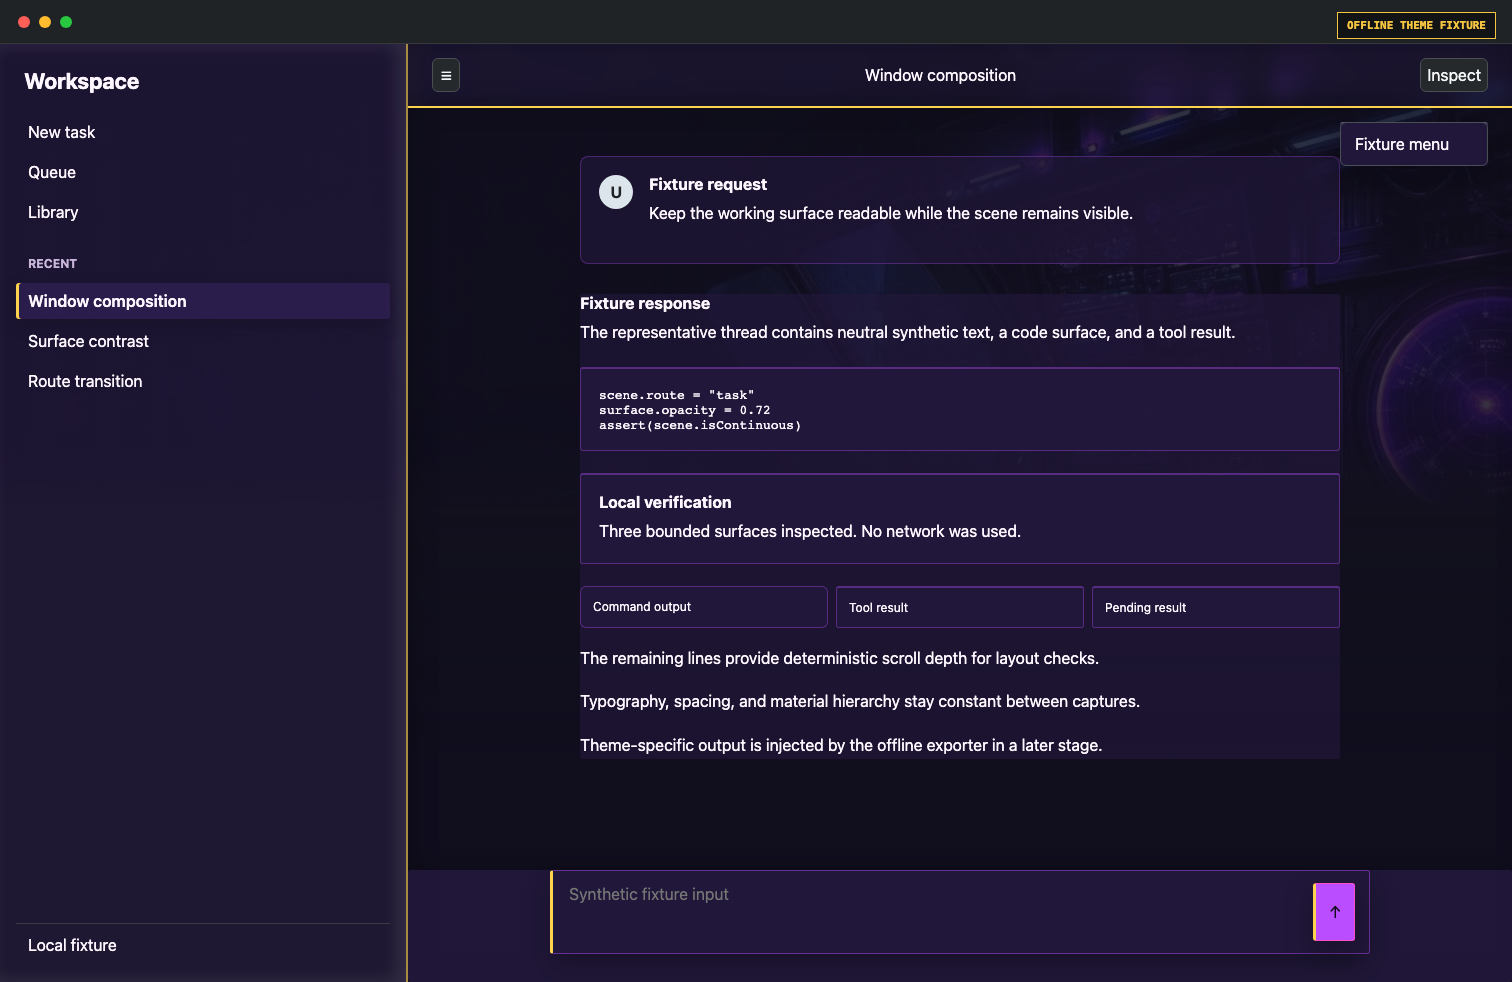 OFFLINE THEME FIXTURE
Workspace
New task
Queue
Library
RECENT
Window composition
Surface contrast
Route transition
Local fixture
Window composition
Inspect
Fixture menu
U
Fixture request
Keep the working surface readable while the scene remains visible.
Fixture response
The representative thread contains neutral synthetic text, a code surface, and a tool result.
scene.route = "task"
surface.opacity = 0.72
assert(scene.isContinuous)
Local verification
Three bounded surfaces inspected. No network was used.
Command output
Tool result
Pending result
The remaining lines provide deterministic scroll depth for layout checks.
Typography, spacing, and material hierarchy stay constant between captures.
Theme-specific output is injected by the offline exporter in a later stage.
Synthetic fixture input